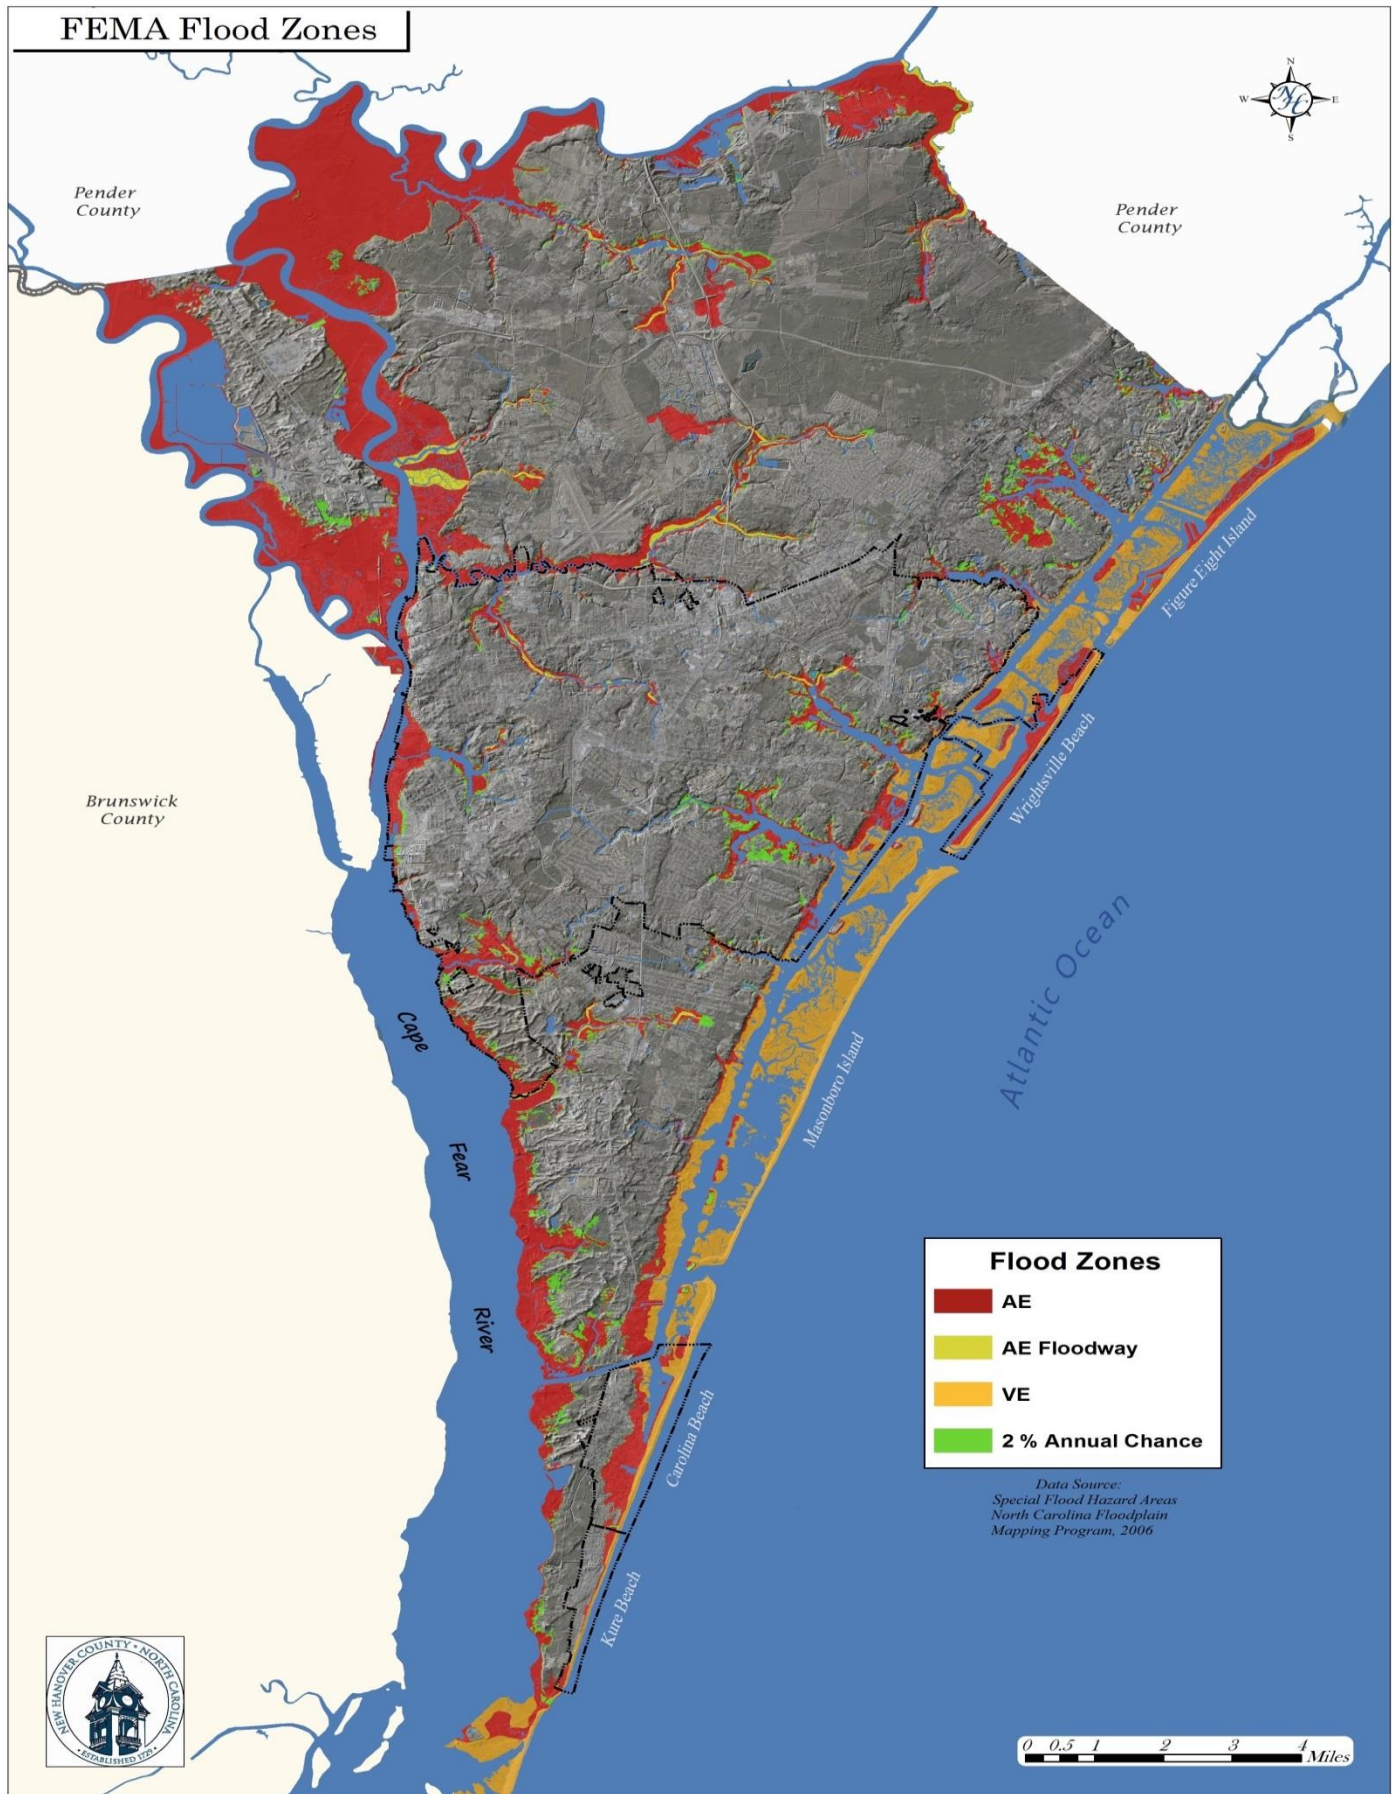 FEMA Flood Zones
N
W
E
NH
S
Pender
County
Pender
County
Figure Eight Island
Wrightsville Beach
Brunswick
County
Atlantic Ocean
Masonboro Island
Cape
Fear
River
Carolina Beach
Kure Beach
Flood Zones
AE
AE Floodway
VE
2 % Annual Chance
Data Source:
Special Flood Hazard Areas
North Carolina Floodplain
Mapping Program, 2006
NEW HANOVER COUNTY • NORTH CAROLINA
• ESTABLISHED 1729 •
0 0.5 1 2 3 4
Miles